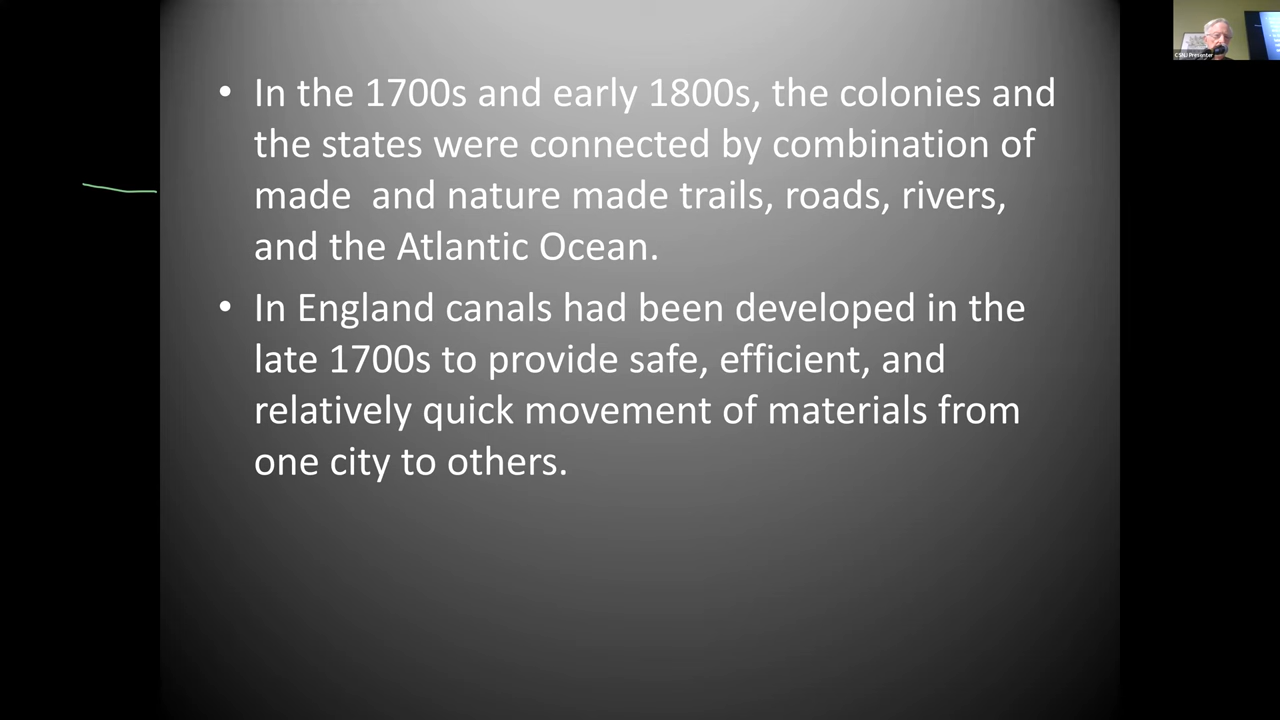 • In the 1700s and early 1800s, the colonies and
the states were connected by combination of
made  and nature made trails, roads, rivers,
and the Atlantic Ocean.
• In England canals had been developed in the
late 1700s to provide safe, efficient, and
relatively quick movement of materials from
one city to others.
CSNJ Presenter